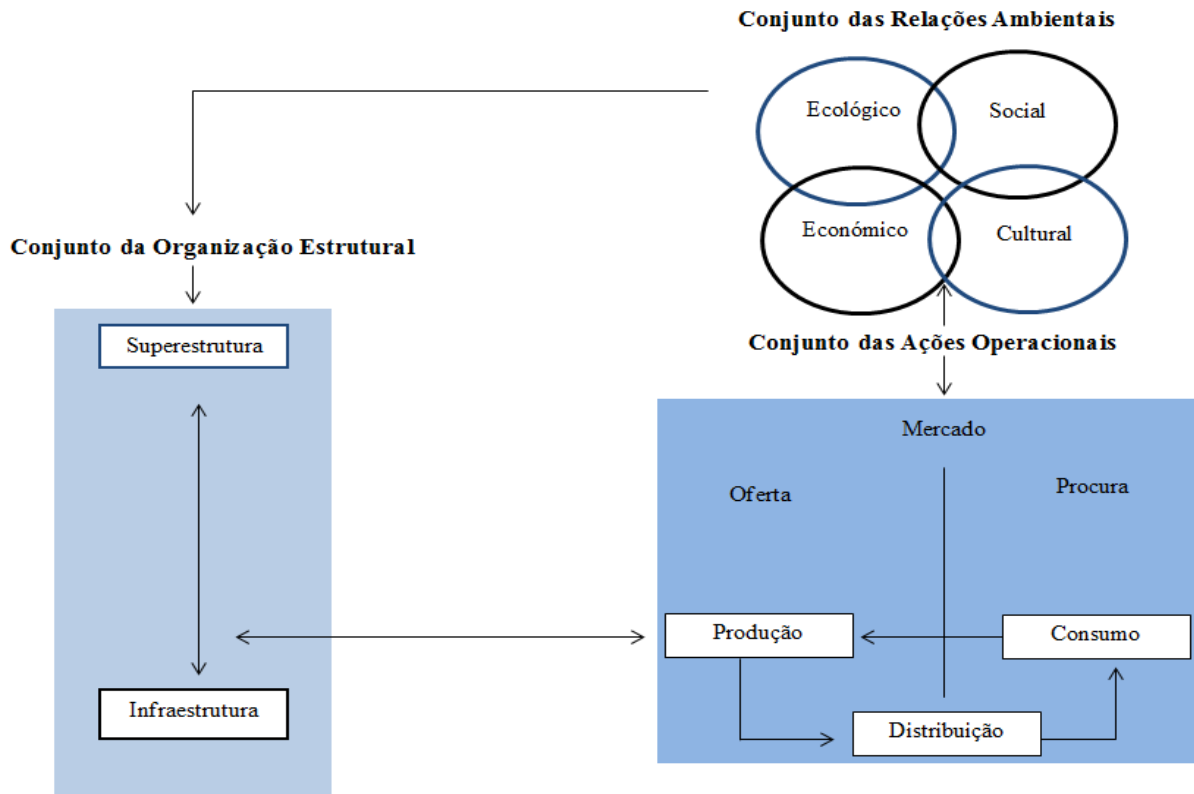 Conjunto das Relações Ambientais
Ecológico
Social
Económico
Cultural
Conjunto da Organização Estrutural
Superestrutura
Infraestrutura
Conjunto das Ações Operacionais
Mercado
Oferta
Procura
Produção
Consumo
Distribuição